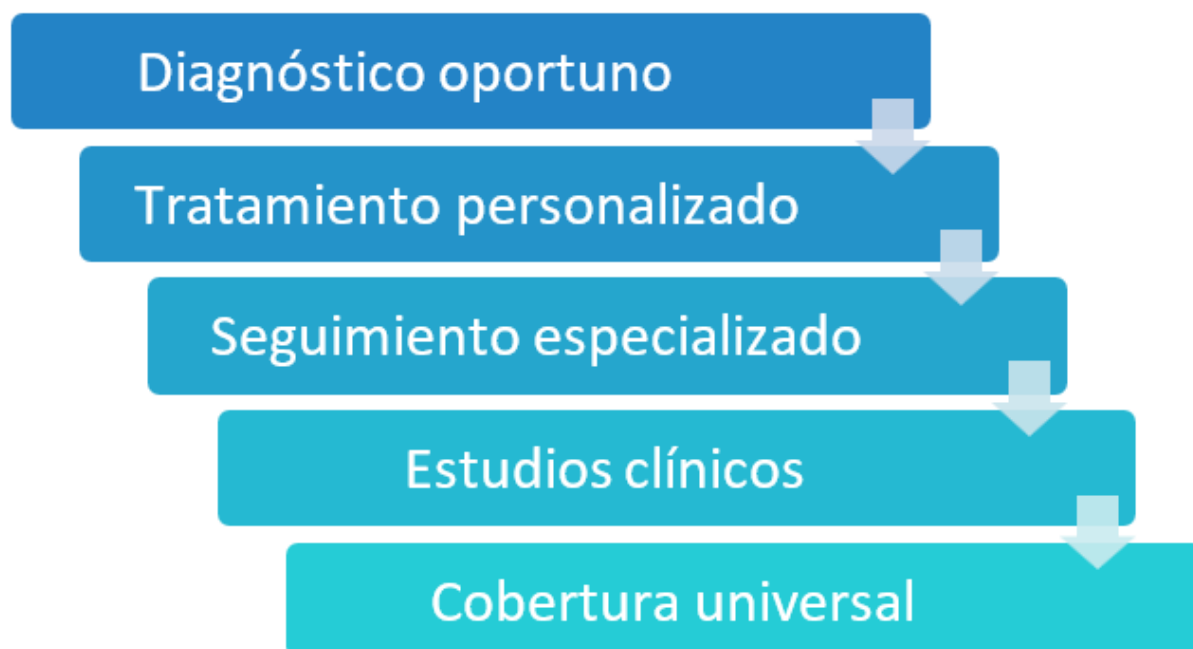 Diagnóstico oportuno
Tratamiento personalizado
Seguimiento especializado
Estudios clínicos
Cobertura universal